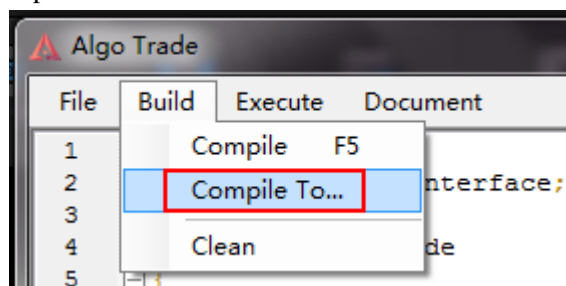 Algo Trade
File Build Execute Document
1 Compile F5
2 Compile To... nterface;
3
4 Clean de
5 {